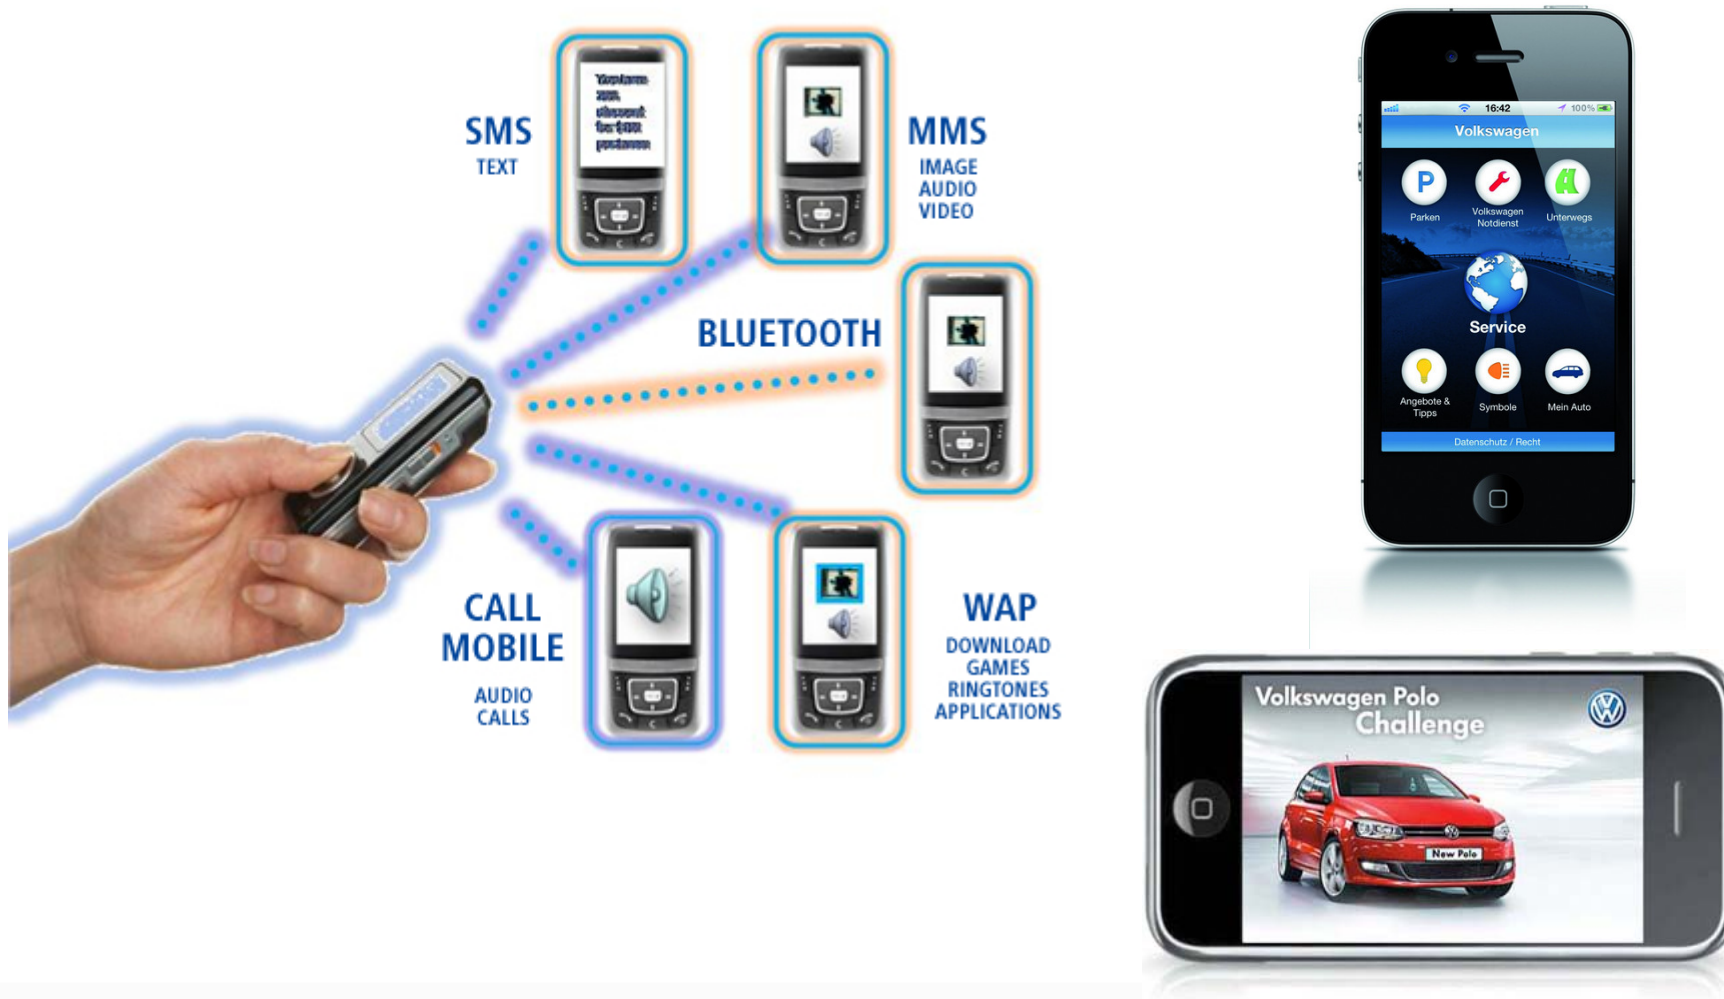 SMS
TEXT
MMS
IMAGE
AUDIO
VIDEO
BLUETOOTH
CALL
MOBILE
AUDIO
CALLS
WAP
DOWNLOAD
GAMES
RINGTONES
APPLICATIONS
16:42
100%
Volkswagen
Parken
Volkswagen
Notdienst
Unterwegs
Service
Angebote &
Tipps
Symbole
Mein Auto
Datenschutz / Recht
Volkswagen Polo
Challenge
New Polo